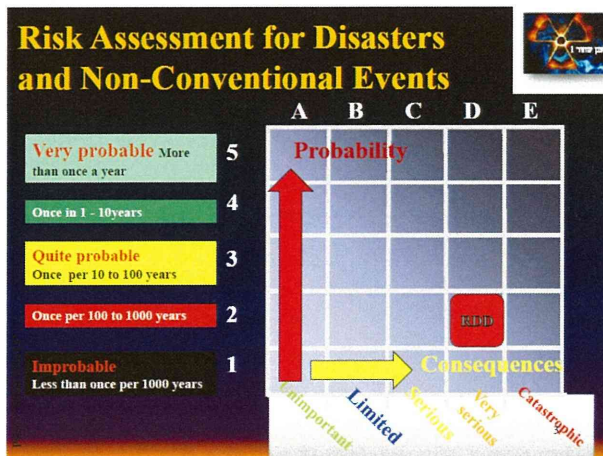 Risk Assessment for Disasters
and Non-Conventional Events
A B C D E
Very probable More
than once a year
5
Probability
Once in 1 - 10years
4
Quite probable
Once per 10 to 100 years
3
Once per 100 to 1000 years
2
RDD
Improbable
Less than once per 1000 years
1
Consequences
Unimportant
Limited
Serious
Very
serious
Catastrophic